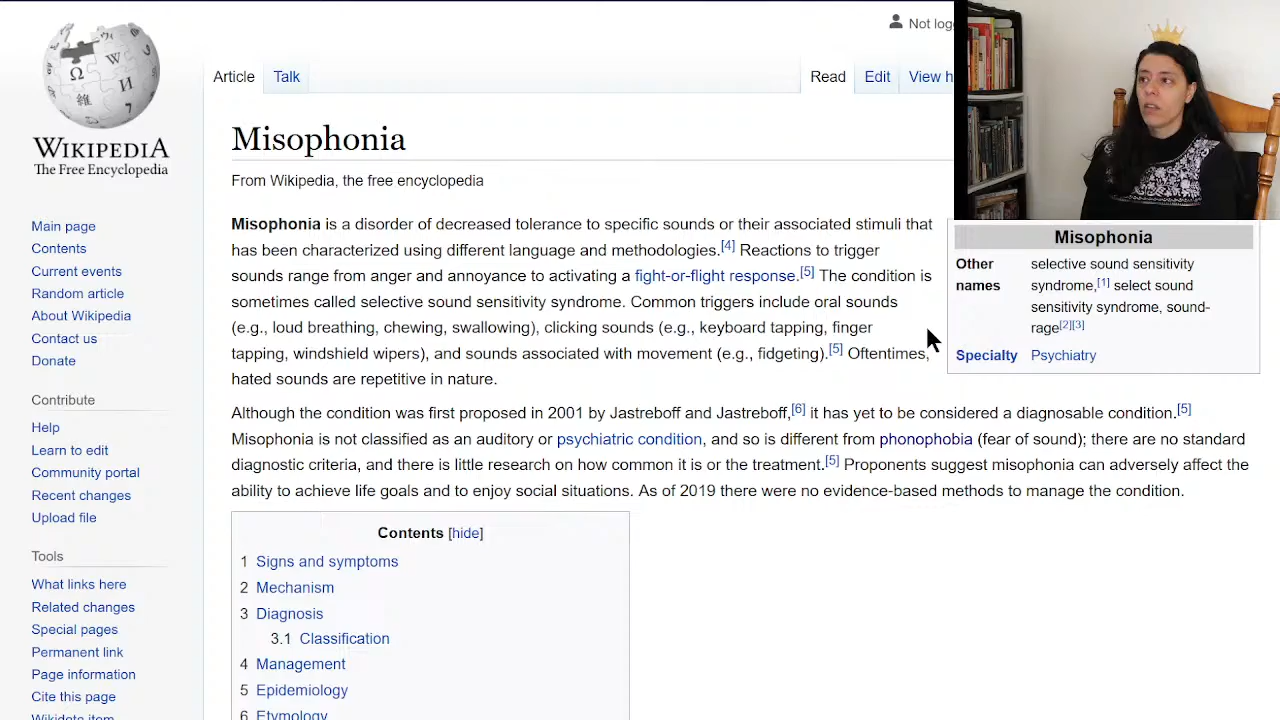 Not log
Article
Talk
Read
Edit
View h
WIKIPEDIA
The Free Encyclopedia
Main page
Contents
Current events
Random article
About Wikipedia
Contact us
Donate
Contribute
Help
Learn to edit
Community portal
Recent changes
Upload file
Tools
What links here
Related changes
Special pages
Permanent link
Page information
Cite this page
Wikidata item
Misophonia
From Wikipedia, the free encyclopedia
Misophonia is a disorder of decreased tolerance to specific sounds or their associated stimuli that
has been characterized using different language and methodologies.[4] Reactions to trigger
sounds range from anger and annoyance to activating a fight-or-flight response.[5] The condition is
sometimes called selective sound sensitivity syndrome. Common triggers include oral sounds
(e.g., loud breathing, chewing, swallowing), clicking sounds (e.g., keyboard tapping, finger
tapping, windshield wipers), and sounds associated with movement (e.g., fidgeting).[5] Oftentimes,
hated sounds are repetitive in nature.
Misophonia
Other names
selective sound sensitivity
syndrome,[1] select sound
sensitivity syndrome, sound-
rage[2][3]
Specialty Psychiatry
Although the condition was first proposed in 2001 by Jastreboff and Jastreboff,[6] it has yet to be considered a diagnosable condition.[5]
Misophonia is not classified as an auditory or psychiatric condition, and so is different from phonophobia (fear of sound); there are no standard
diagnostic criteria, and there is little research on how common it is or the treatment.[5] Proponents suggest misophonia can adversely affect the
ability to achieve life goals and to enjoy social situations. As of 2019 there were no evidence-based methods to manage the condition.
Contents [hide]
1 Signs and symptoms
2 Mechanism
3 Diagnosis
3.1 Classification
4 Management
5 Epidemiology
6 Etymology